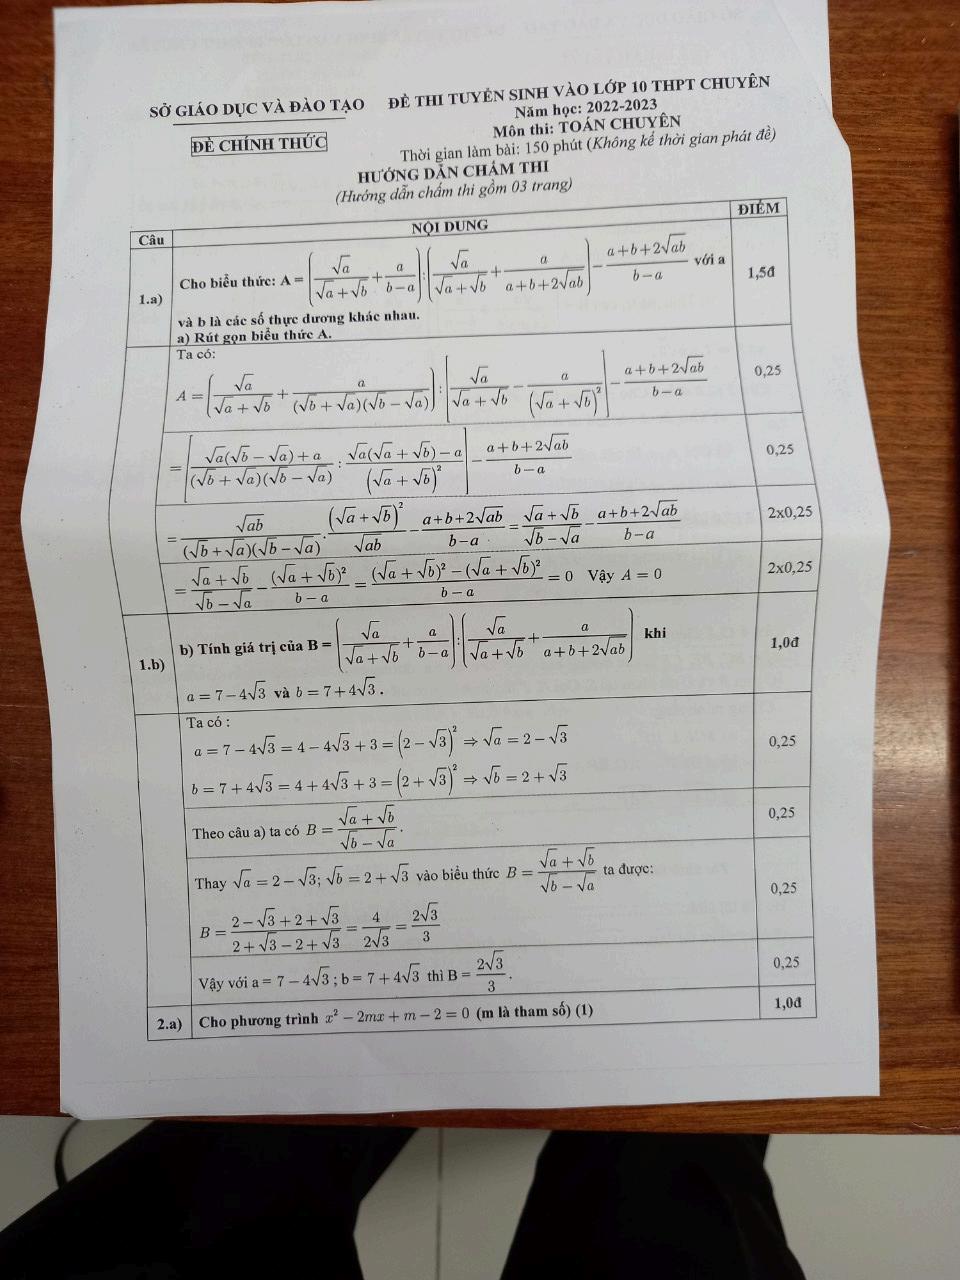 SỞ GIÁO DỤC VÀ ĐÀO TẠO
ĐỀ CHÍNH THỨC
ĐỀ THI TUYỂN SINH VÀO LỚP 10 THPT CHUYÊN
Năm học: 2022-2023
Môn thi: TOÁN CHUYÊN
Thời gian làm bài: 150 phút (Không kể thời gian phát đề)
HƯỚNG DẪN CHẤM THI
(Hướng dẫn chấm thi gồm 03 trang)
Câu NỘI DUNG ĐIỂM
1.a) Cho biểu thức: A = (√a/(√a+√b) + a/(b−a)) : (√a/(√a+√b) + a/(a+b+2√ab)) − (a+b+2√ab)/(b−a) với a 1,5đ
và b là các số thực dương khác nhau.
a) Rút gọn biểu thức A.
Ta có:
A = (√a/(√a+√b) + a/((√b+√a)(√b−√a))) : [√a/(√a+√b) − a/(√a+√b)²] − (a+b+2√ab)/(b−a) 0,25
= [(√a(√b−√a)+a)/((√b+√a)(√b−√a)) : (√a(√a+√b)−a)/(√a+√b)²] − (a+b+2√ab)/(b−a) 0,25
= √ab/((√b+√a)(√b−√a)) · (√a+√b)²/√ab − (a+b+2√ab)/(b−a) = (√a+√b)/(√b−√a) − (a+b+2√ab)/(b−a) 2x0,25
= (√a+√b)/(√b−√a) − (√a+√b)²/(b−a) = ((√a+√b)²−(√a+√b)²)/(b−a) = 0 Vậy A = 0 2x0,25
1.b) b) Tính giá trị của B = (√a/(√a+√b) + a/(b−a)) : (√a/(√a+√b) + a/(a+b+2√ab)) khi 1,0đ
a = 7−4√3 và b = 7+4√3.
Ta có :
a = 7−4√3 = 4−4√3+3 = (2−√3)² ⇒ √a = 2−√3 0,25
b = 7+4√3 = 4+4√3+3 = (2+√3)² ⇒ √b = 2+√3
Theo câu a) ta có B = (√a+√b)/(√b−√a). 0,25
Thay √a = 2−√3; √b = 2+√3 vào biểu thức B = (√a+√b)/(√b−√a) ta được: 0,25
B = (2−√3+2+√3)/(2+√3−2+√3) = 4/(2√3) = 2√3/3
Vậy với a = 7−4√3 ; b = 7+4√3 thì B = 2√3/3. 0,25
2.a) Cho phương trình x²−2mx+m−2=0 (m là tham số) (1) 1,0đ